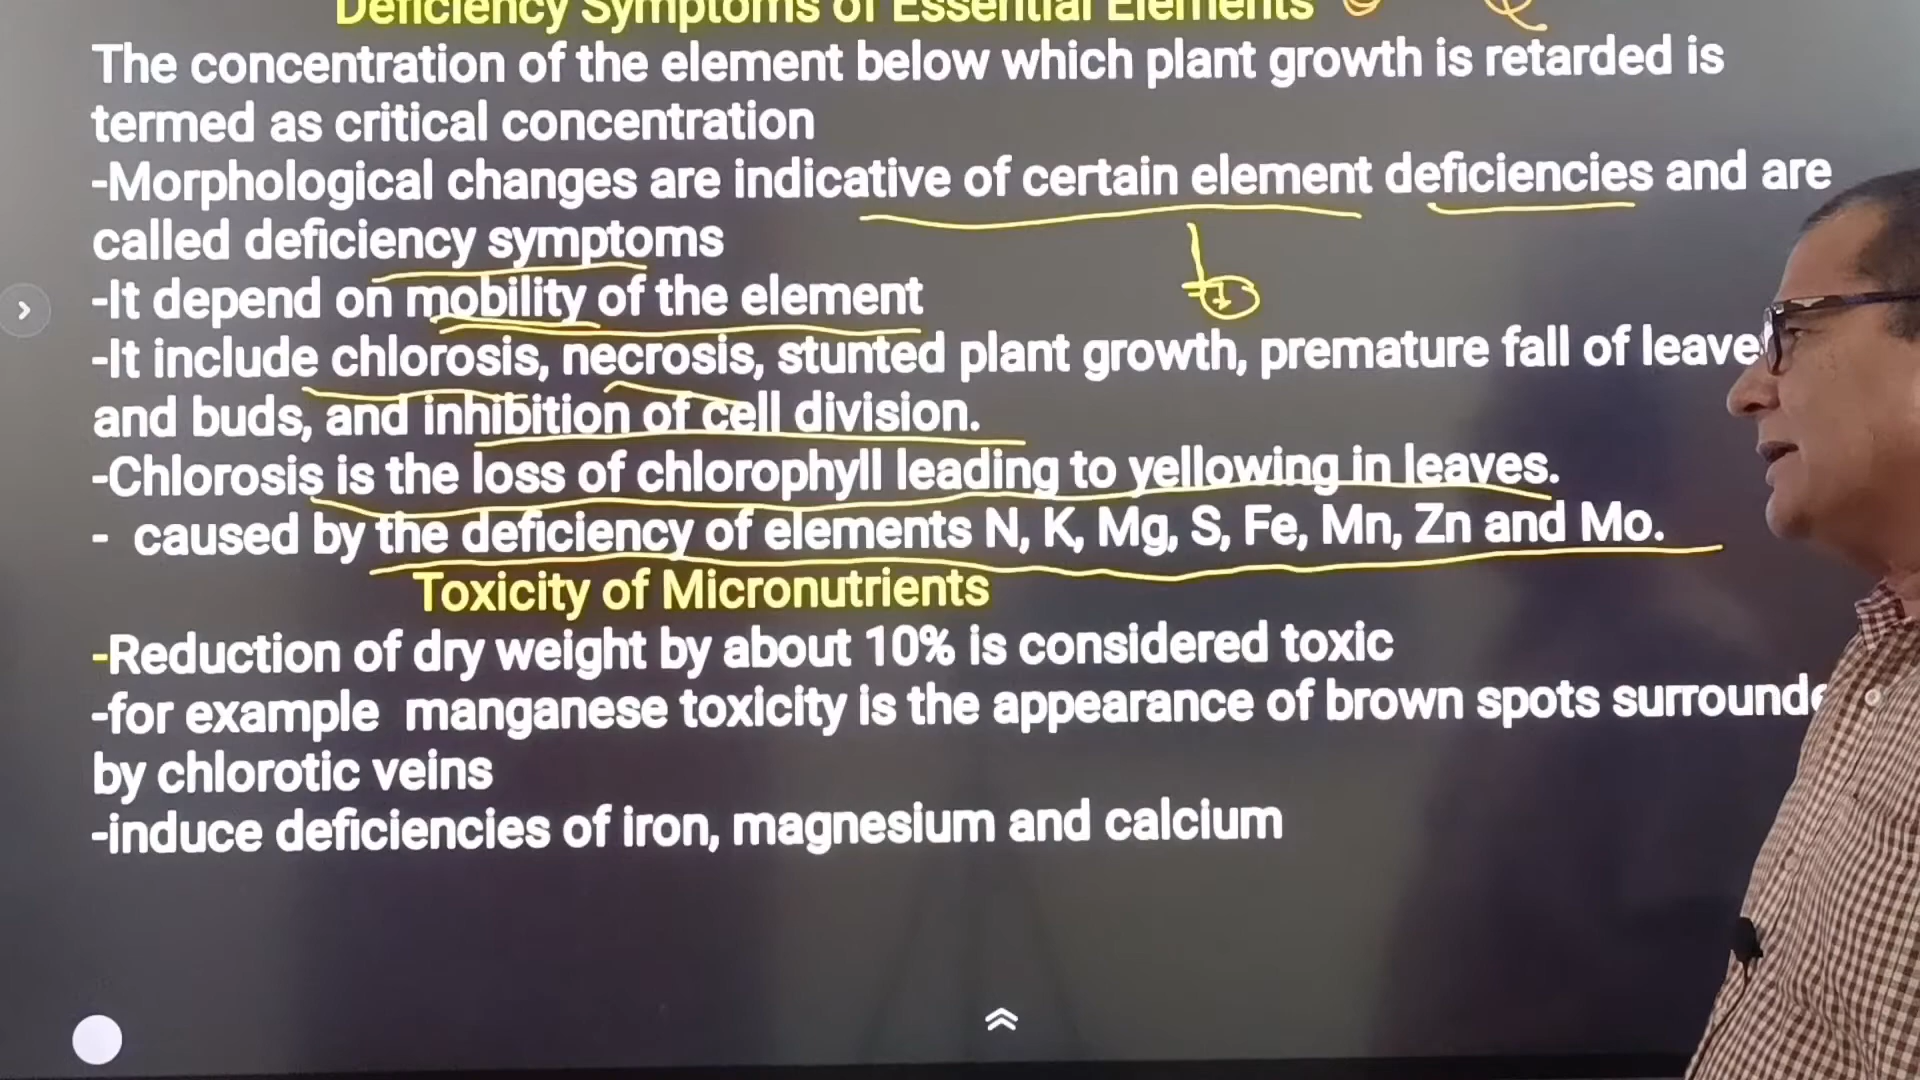 Deficiency Symptoms of Essential Elements
The concentration of the element below which plant growth is retarded is
termed as critical concentration
-Morphological changes are indicative of certain element deficiencies and are
called deficiency symptoms
-It depend on mobility of the element
-It include chlorosis, necrosis, stunted plant growth, premature fall of leave
and buds, and inhibition of cell division.
-Chlorosis is the loss of chlorophyll leading to yellowing in leaves.
- caused by the deficiency of elements N, K, Mg, S, Fe, Mn, Zn and Mo.
Toxicity of Micronutrients
-Reduction of dry weight by about 10% is considered toxic
-for example manganese toxicity is the appearance of brown spots surrounde
by chlorotic veins
-induce deficiencies of iron, magnesium and calcium